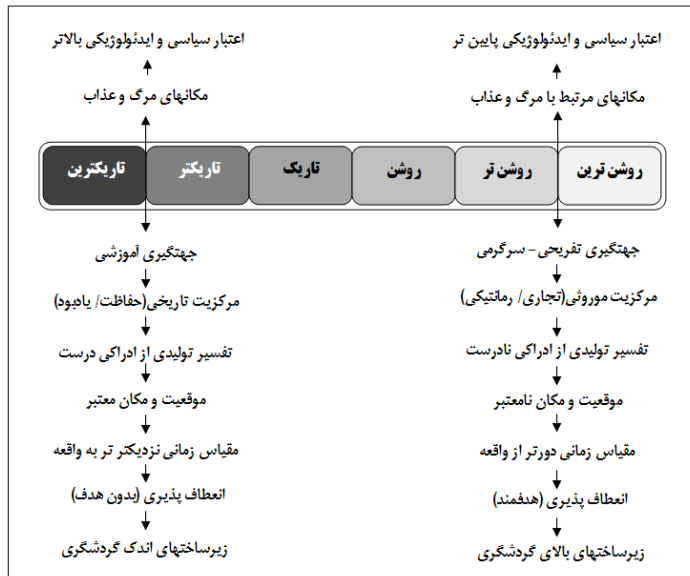 اعتبار سیاسی و ایدئولوژیکی پایین تر
اعتبار سیاسی و ایدئولوژیکی بالاتر
مکانهای مرتبط با مرگ و عذاب
مکانهای مرگ و عذاب
روشن ترین
روشن تر
روشن
تاریک
تاریکتر
تاریکترین
جهتگیری تفریحی- سرگرمی
مرکزیت موروثی(تجاری/ رمانتیکی)
تفسیر تولیدی از ادراکی نادرست
موقعیت و مکان نامعتبر
مقیاس زمانی دورتر از واقعه
انعطاف پذیری (هدفمند)
زیرساختهای بالای گردشگری
جهتگیری آموزشی
مرکزیت تاریخی(حفاظت/ یادبود)
تفسیر تولیدی از ادراکی درست
موقعیت و مکان معتبر
مقیاس زمانی نزدیکتر تر به واقعه
انعطاف پذیری (بدون هدف)
زیرساختهای اندک گردشگری